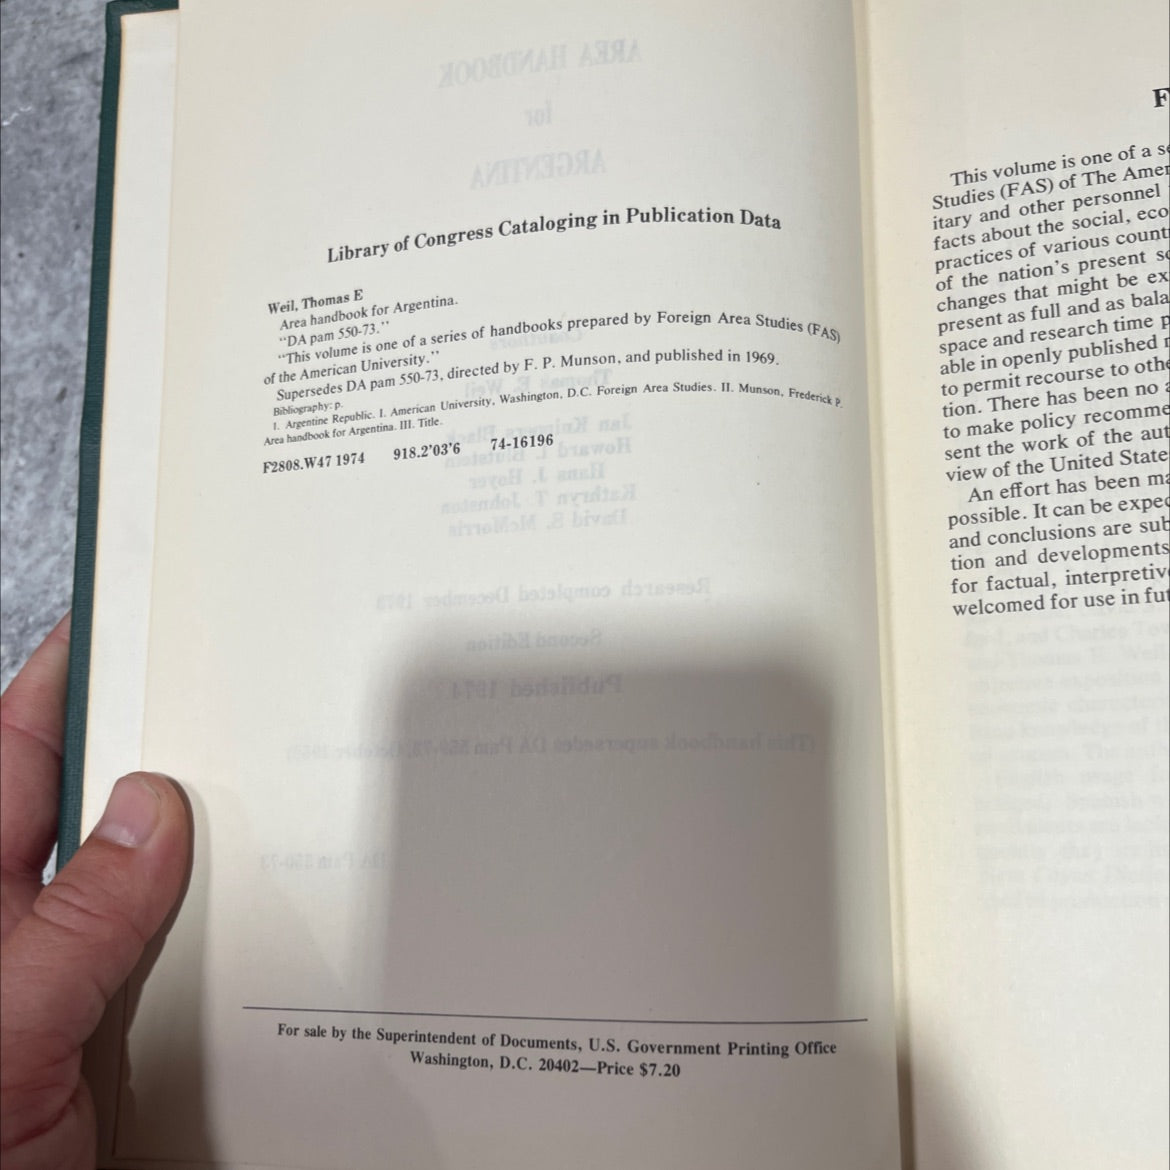 Library of Congress Cataloging in Publication Data
Weil, Thomas E
Area handbook for Argentina.
"DA pam 550-73."
"This volume is one of a series of handbooks prepared by Foreign Area Studies (FAS)
of the American University."
Supersedes DA pam 550-73, directed by F. P. Munson, and published in 1969.
Bibliography: p.
1. Argentine Republic. I. American University, Washington, D.C. Foreign Area Studies. II. Munson, Frederick P.
Area handbook for Argentina. III. Title.
F2808.W47 1974 918.2'03'6 74-16196
For sale by the Superintendent of Documents, U.S. Government Printing Office
Washington, D.C. 20402—Price $7.20
F
This volume is one of a se
Studies (FAS) of The Amer
itary and other personnel
facts about the social, eco
practices of various count
of the nation's present so
changes that might be ex
present as full and as bala
space and research time p
able in openly published
to permit recourse to othe
tion. There has been no a
to make policy recomme
sent the work of the aut
view of the United State
An effort has been ma
possible. It can be expec
and conclusions are sub
tion and developments
for factual, interpretiv
welcomed for use in fut